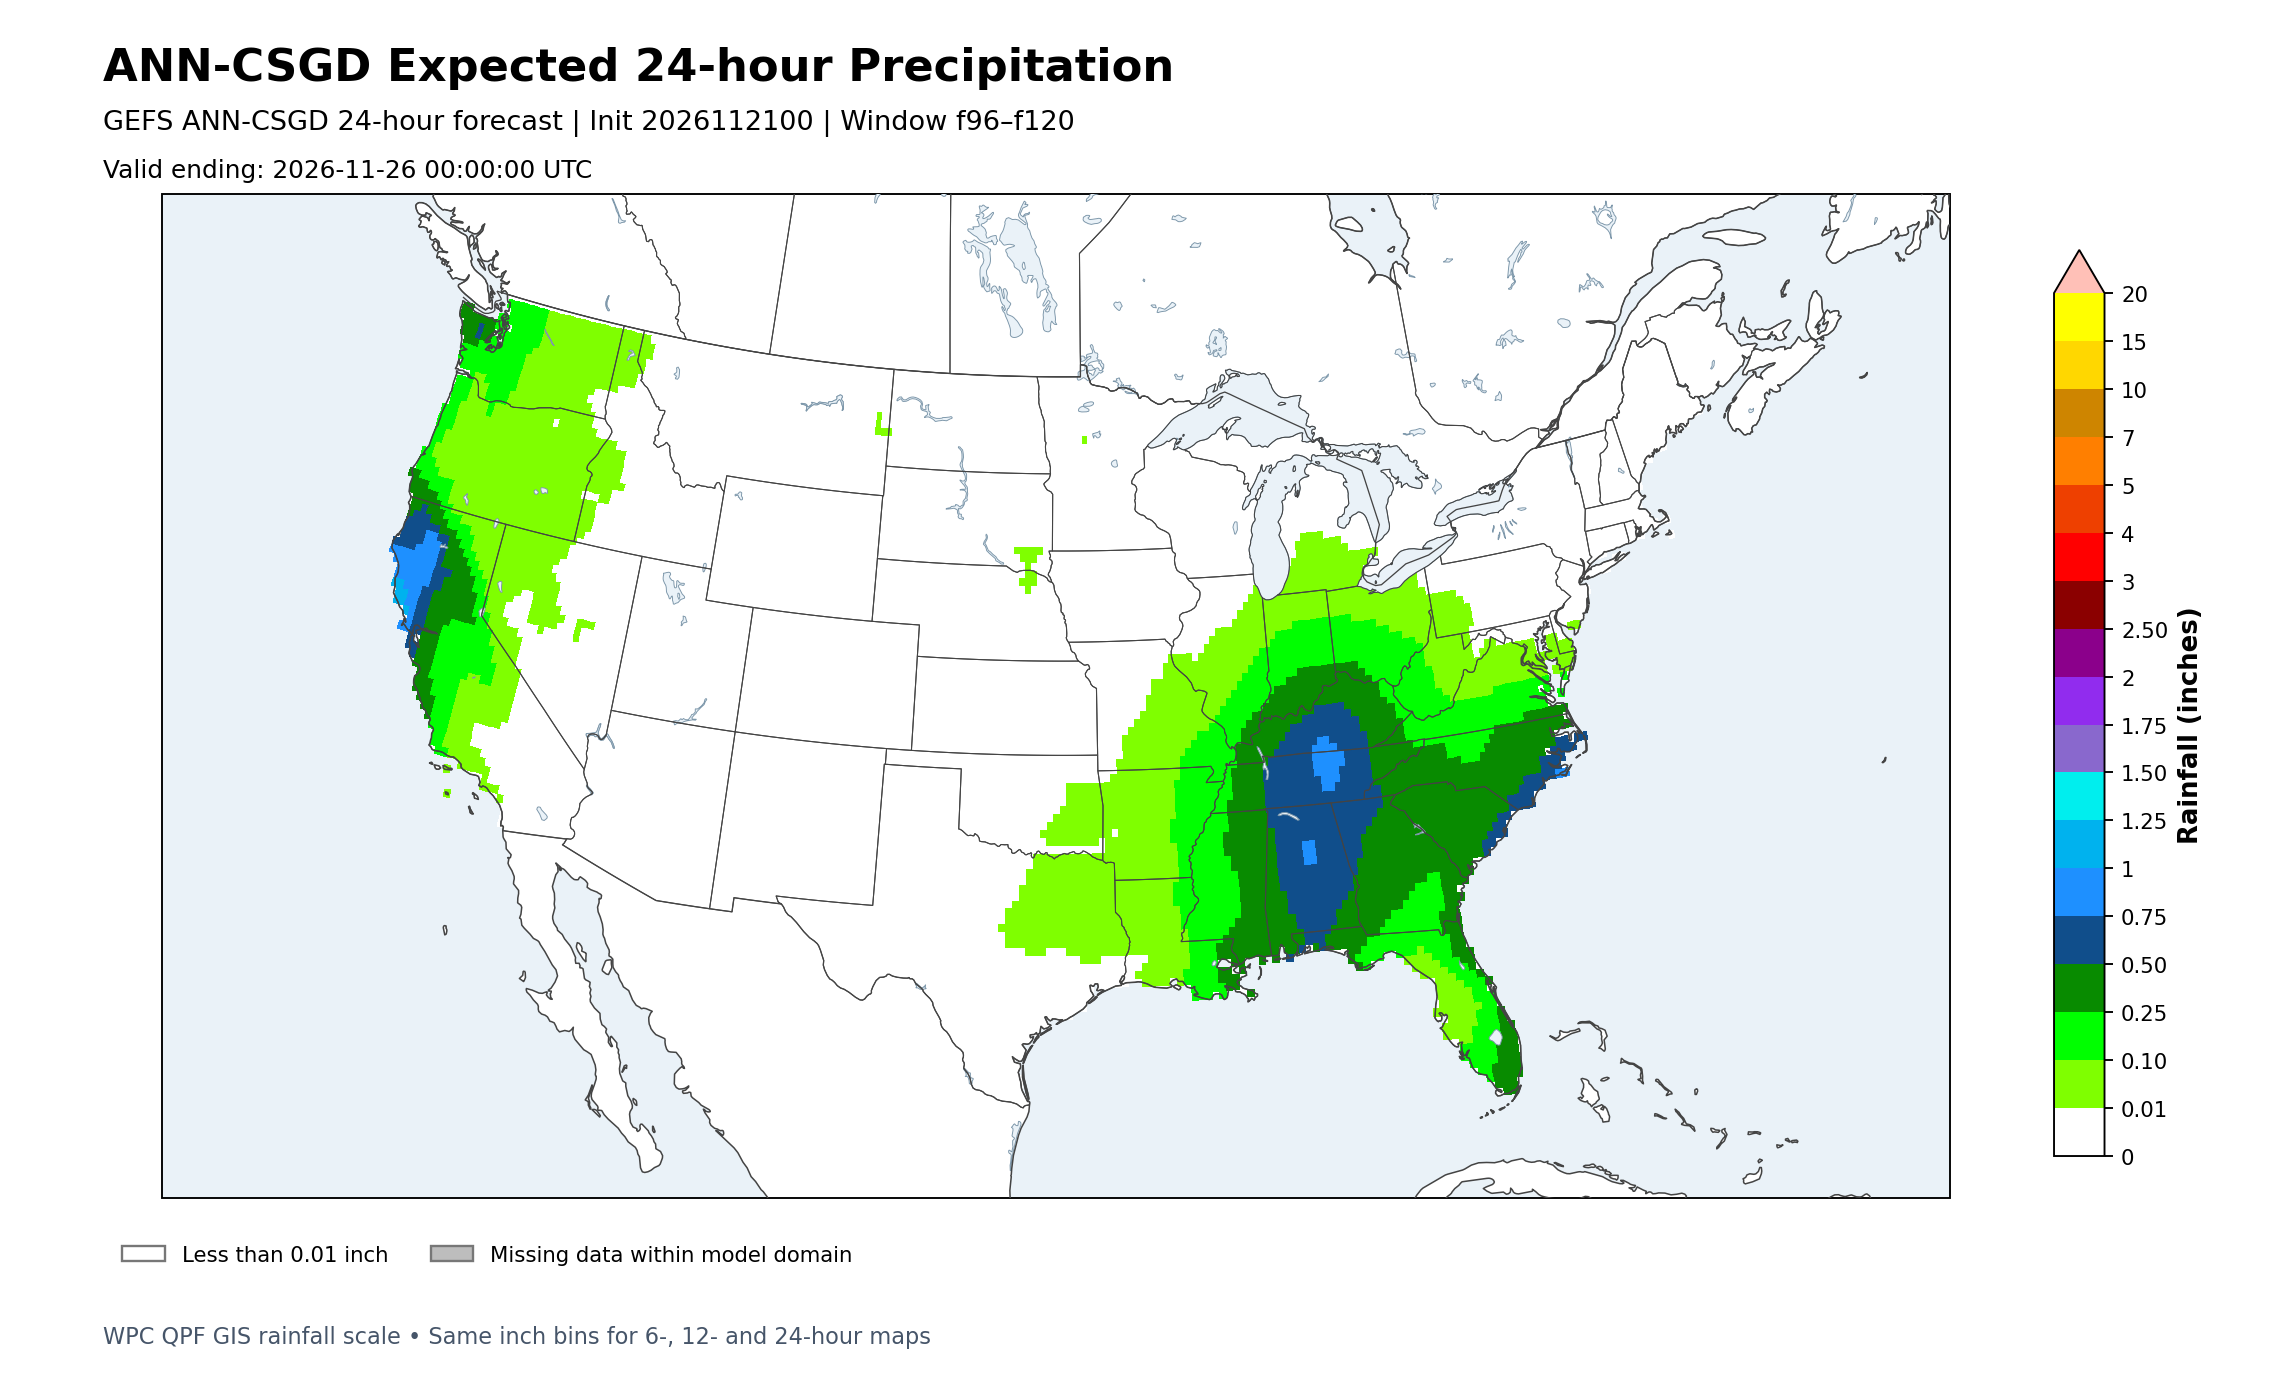 ANN-CSGD Expected 24-hour Precipitation
GEFS ANN-CSGD 24-hour forecast | Init 2026112100 | Window f96–f120
Valid ending: 2026-11-26 00:00:00 UTC
20
15
10
7
5
4
3
2.50
2
1.75
1.50
1.25
1
0.75
0.50
0.25
0.10
0.01
0
Rainfall (inches)
Less than 0.01 inch
Missing data within model domain
WPC QPF GIS rainfall scale • Same inch bins for 6-, 12- and 24-hour maps